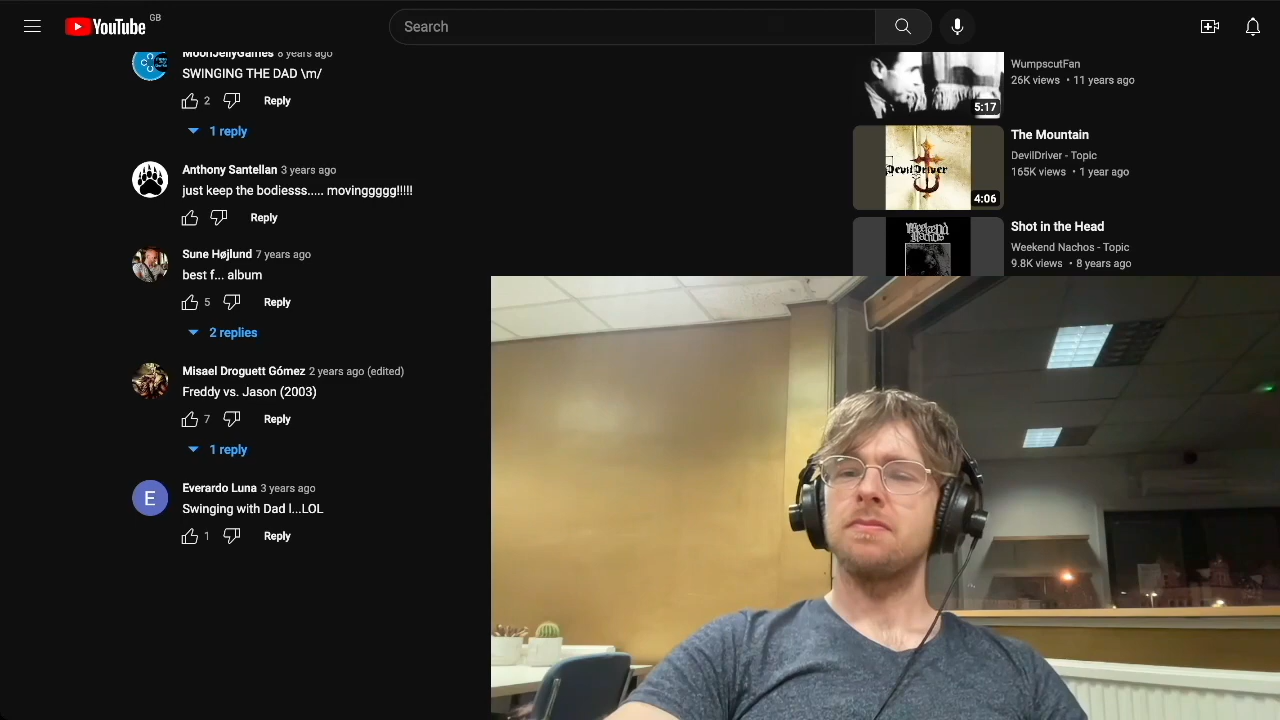 YouTube GB
Search
MoonJellyGames 8 years ago
SWINGING THE DAD \m/
2 Reply
1 reply
Anthony Santellan 3 years ago
just keep the bodiesss..... movinggggg!!!!!
Reply
Sune Højlund 7 years ago
best f... album
5 Reply
2 replies
Misael Droguett Gómez 2 years ago (edited)
Freddy vs. Jason (2003)
7 Reply
1 reply
E
Everardo Luna 3 years ago
Swinging with Dad l...LOL
1 Reply
WumpscutFan
26K views • 11 years ago
5:17
The Mountain
DevilDriver - Topic
165K views • 1 year ago
DevilDriver
4:06
Shot in the Head
Weekend Nachos - Topic
9.8K views • 8 years ago
Weekend
Nachos